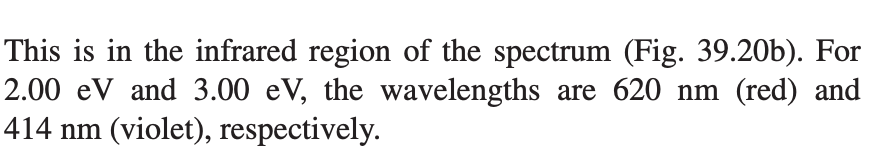 This is in the infrared region of the spectrum (Fig. 39.20b). For
2.00 eV and 3.00 eV, the wavelengths are 620 nm (red) and
414 nm (violet), respectively.